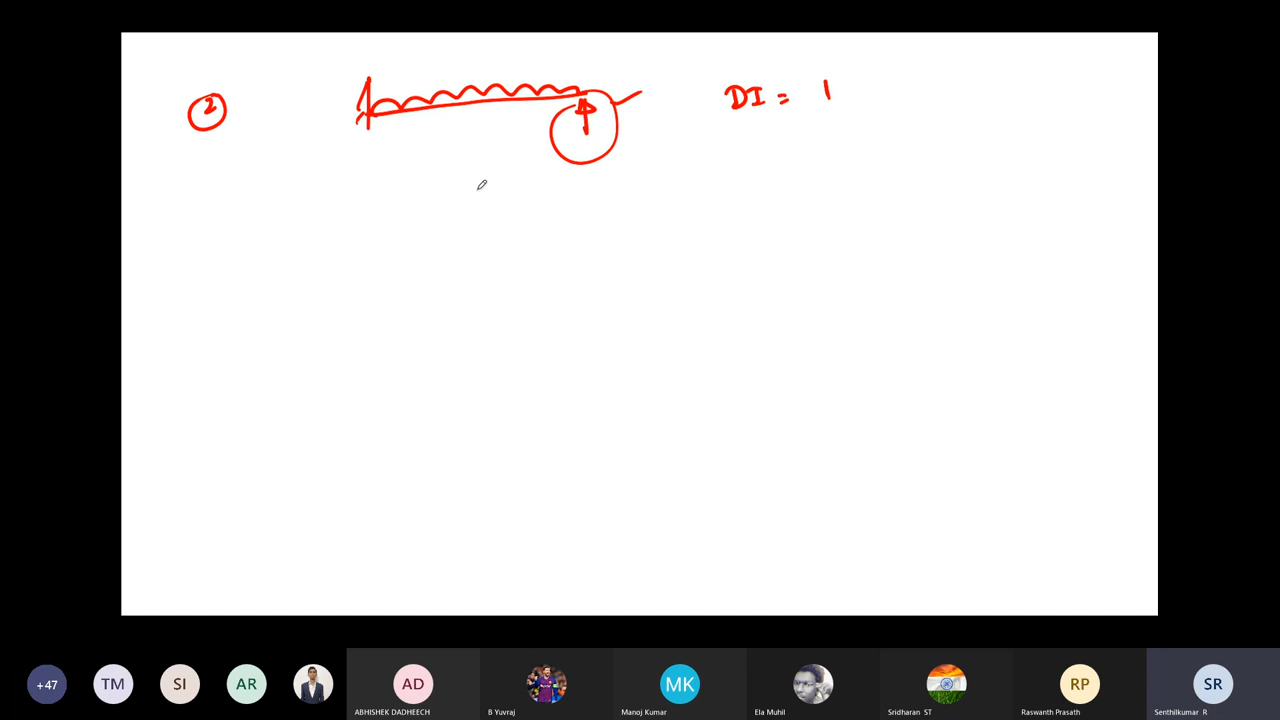 ② DI = 1
+47 TM SI AR AD MK RP SR
ABHISHEK DADHEECH B Yuvraj Manoj Kumar Ela Muhil Sridharan ST Raswanth Prasath Senthilkumar R